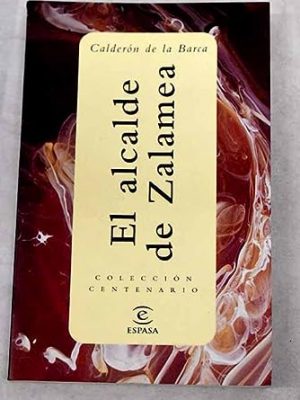 Calderón de la Barca
El alcalde
de Zalamea
COLECCIÓN
CENTENARIO
e
ESPASA